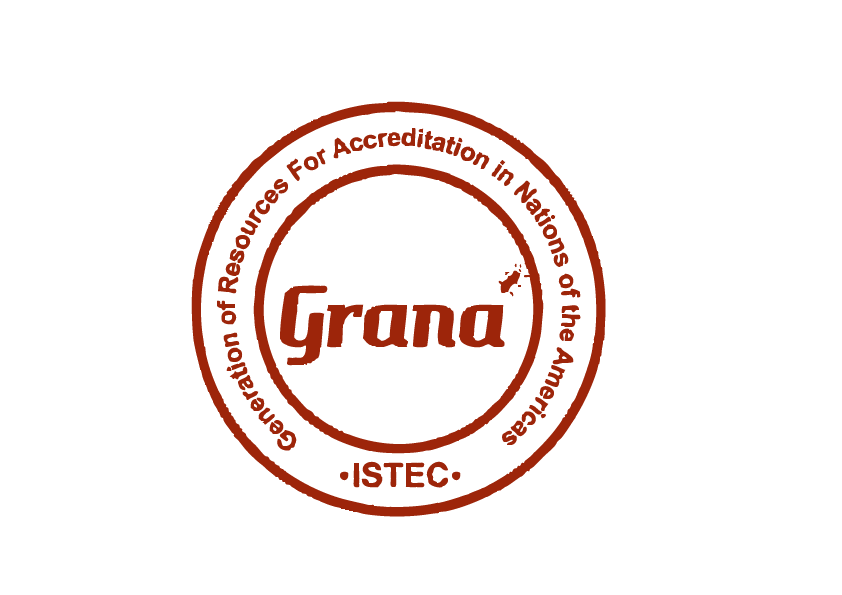 Generation of Resources For Accreditation in Nations of the Americas
Grana
·ISTEC·